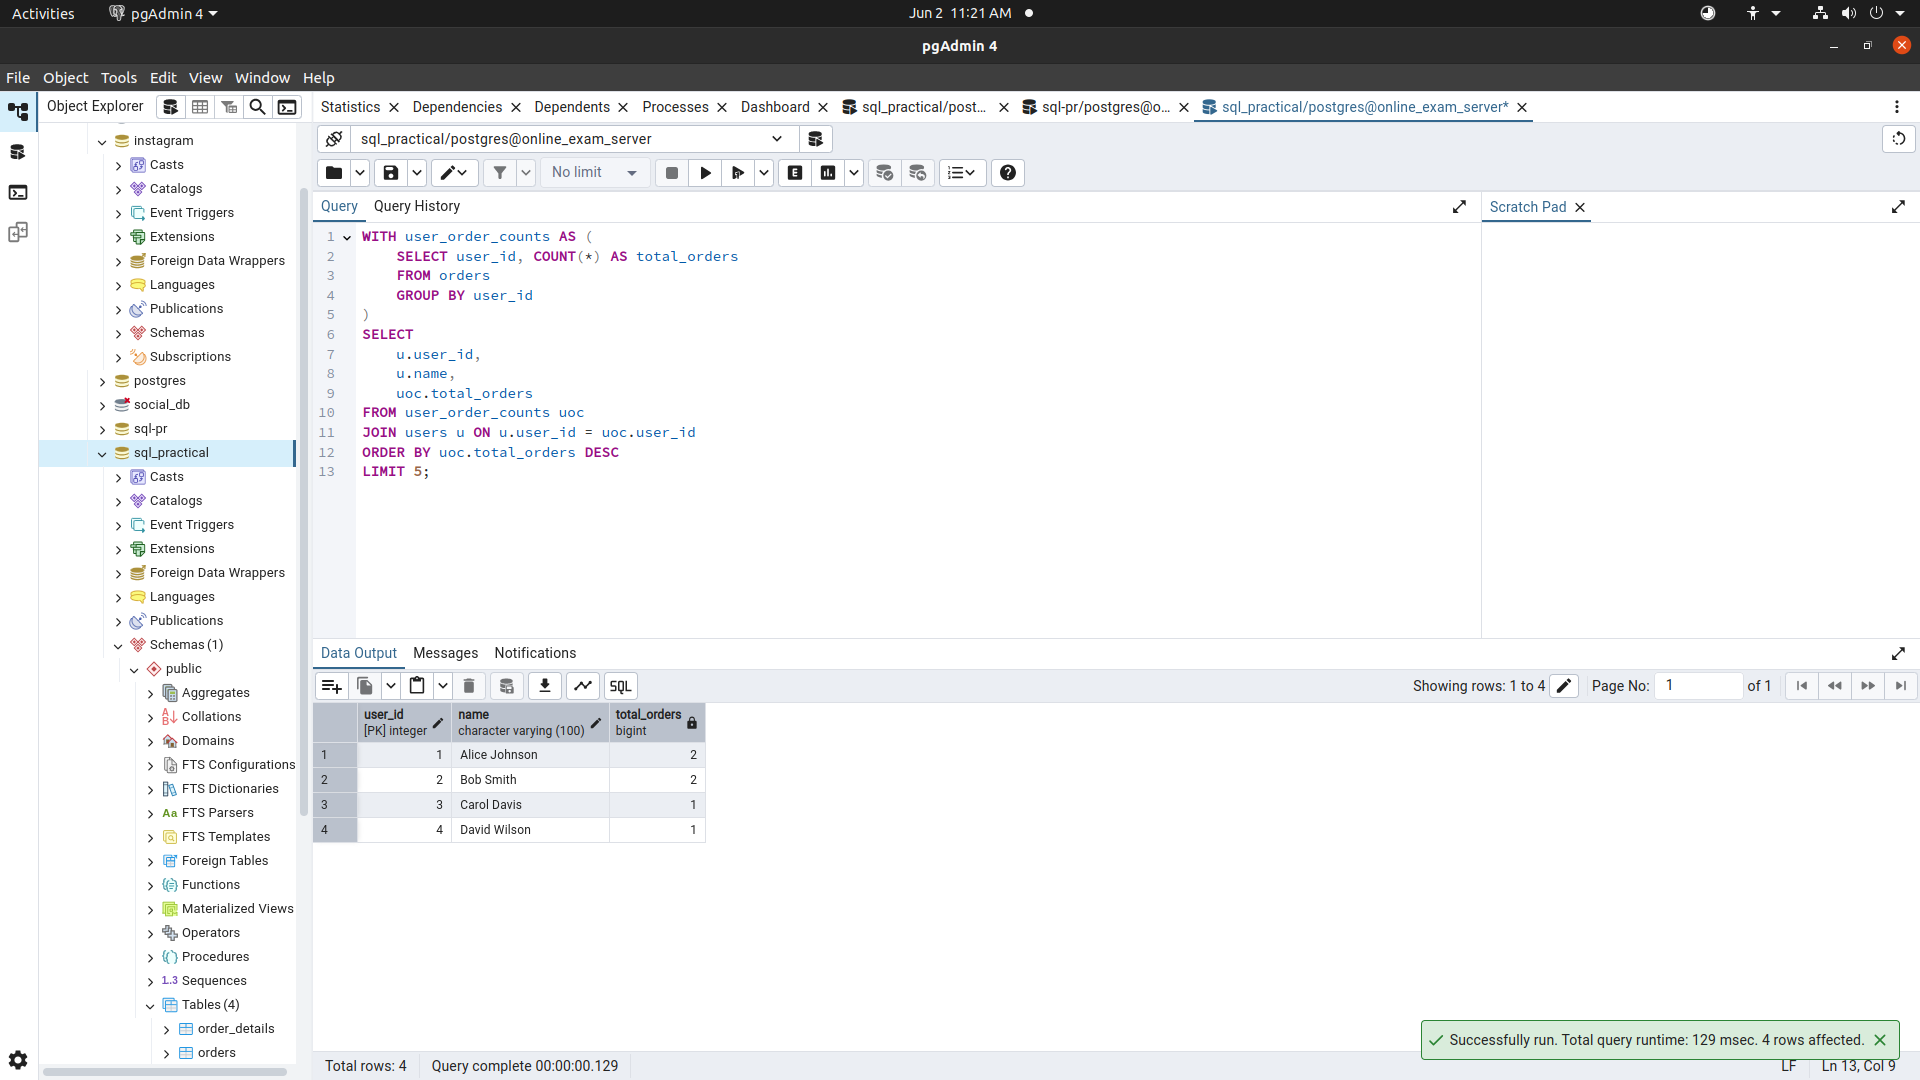 Activities
pgAdmin 4
Jun 2 11:21 AM
pgAdmin 4
File Object Tools Edit View Window Help
Object Explorer
instagram
Casts
Catalogs
Event Triggers
Extensions
Foreign Data Wrappers
Languages
Publications
Schemas
Subscriptions
postgres
social_db
sql-pr
sql_practical
Casts
Catalogs
Event Triggers
Extensions
Foreign Data Wrappers
Languages
Publications
Schemas (1)
public
Aggregates
Collations
Domains
FTS Configurations
FTS Dictionaries
FTS Parsers
FTS Templates
Foreign Tables
Functions
Materialized Views
Operators
Procedures
1..3 Sequences
Tables (4)
order_details
orders
Statistics Dependencies Dependents Processes Dashboard sql_practical/post... sql-pr/postgres@o... sql_practical/postgres@online_exam_server*
sql_practical/postgres@online_exam_server
No limit
Query Query History
Scratch Pad
1 WITH user_order_counts AS (
2 SELECT user_id, COUNT(*) AS total_orders
3 FROM orders
4 GROUP BY user_id
5 )
6 SELECT
7 u.user_id,
8 u.name,
9 uoc.total_orders
10 FROM user_order_counts uoc
11 JOIN users u ON u.user_id = uoc.user_id
12 ORDER BY uoc.total_orders DESC
13 LIMIT 5;
Data Output Messages Notifications
SQL
Showing rows: 1 to 4
Page No: 1 of 1
user_id name total_orders
[PK] integer character varying (100) bigint
1 1 Alice Johnson 2
2 2 Bob Smith 2
3 3 Carol Davis 1
4 4 David Wilson 1
Successfully run. Total query runtime: 129 msec. 4 rows affected.
Total rows: 4 Query complete 00:00:00.129
LF Ln 13, Col 9